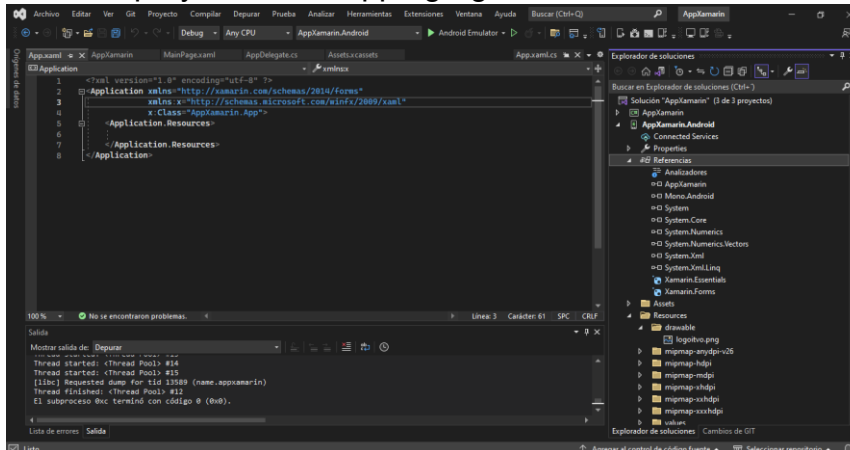 Archivo Editar Ver Git Proyecto Compilar Depurar Prueba Analizar Herramientas Extensiones Ventana Ayuda Buscar (Ctrl+Q) AppXamarin
Debug Any CPU AppXamarin.Android Android Emulator
App.xaml AppXamarin MainPage.xaml AppDelegate.cs Assets.xcassets App.xaml.cs
Orígenes de datos
Application xmlns:x
1 <?xml version="1.0" encoding="utf-8" ?>
2 <Application xmlns="http://xamarin.com/schemas/2014/forms"
3 xmlns:x="http://schemas.microsoft.com/winfx/2009/xaml"
4 x:Class="AppXamarin.App">
5 <Application.Resources>
6
7 </Application.Resources>
8 </Application>
100 % No se encontraron problemas. Línea: 3 Carácter: 61 SPC CRLF
Salida
Mostrar salida de: Depurar
Thread started: <Thread Pool> #14
Thread started: <Thread Pool> #15
[libc] Requested dump for tid 13589 (name.appxamarin)
Thread finished: <Thread Pool> #12
El subproceso 0xc terminó con código 0 (0x0).
Lista de errores Salida
Explorador de soluciones
Buscar en Explorador de soluciones (Ctrl+´)
Solución "AppXamarin" (3 de 3 proyectos)
AppXamarin
AppXamarin.Android
Connected Services
Properties
Referencias
Analizadores
AppXamarin
Mono.Android
System
System.Core
System.Numerics
System.Numerics.Vectors
System.Xml
System.Xml.Linq
Xamarin.Essentials
Xamarin.Forms
Assets
Resources
drawable
logoitvo.png
mipmap-anydpi-v26
mipmap-hdpi
mipmap-mdpi
mipmap-xhdpi
mipmap-xxhdpi
mipmap-xxxhdpi
values
Explorador de soluciones Cambios de GIT
Listo Agregar al control de código fuente Seleccionar repositorio